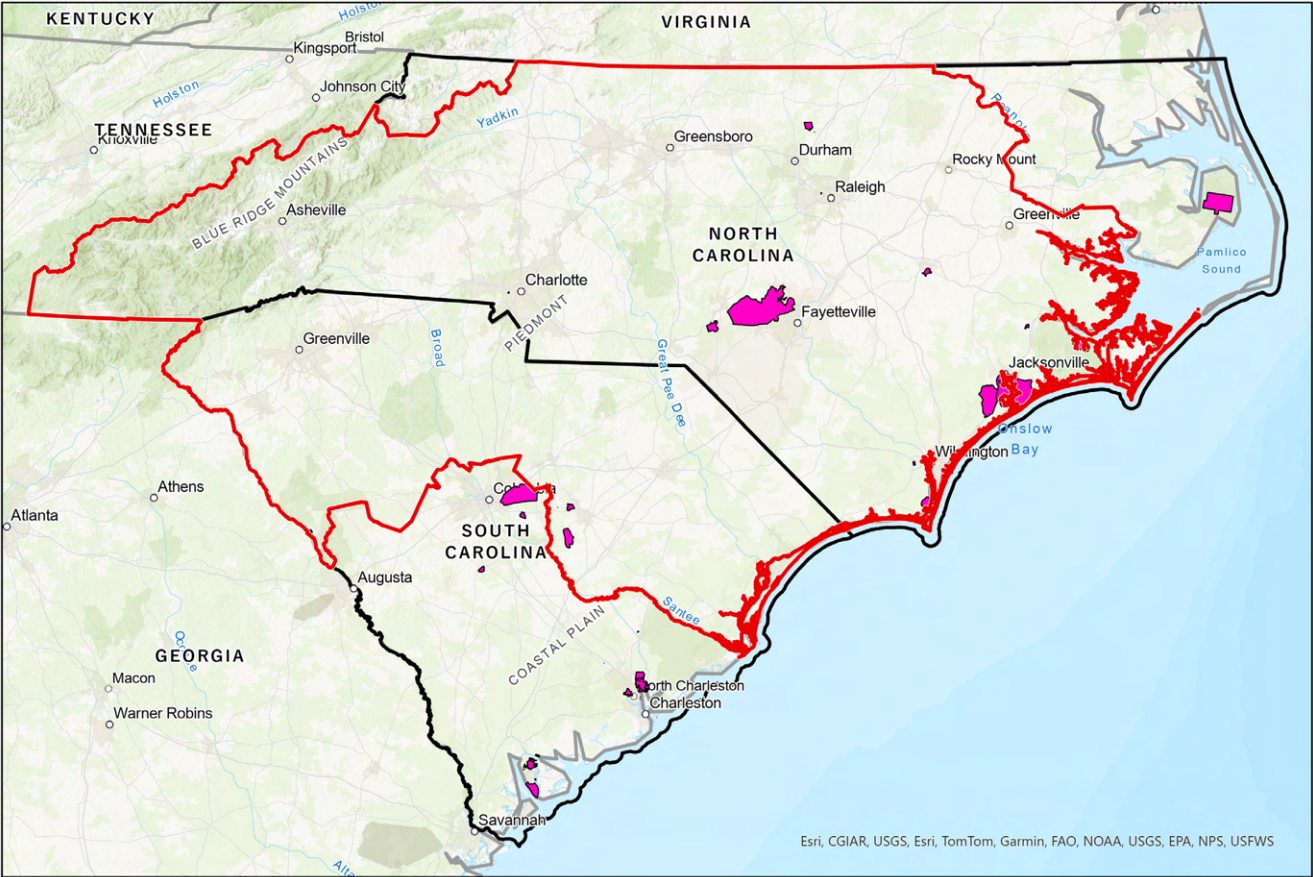 KENTUCKY
VIRGINIA
Holston
Bristol
Kingsport
Johnson City
Holston
Yadkin
Roanoke
TENNESSEE
Knoxville
Greensboro
Durham
Rocky Mount
Raleigh
BLUE RIDGE MOUNTAINS
Asheville
Greenville
NORTH
CAROLINA
Pamlico
Sound
Charlotte
PIEDMONT
Fayetteville
Greenville
Broad
Great Pee Dee
Jacksonville
Onslow
Bay
Wilmington
Athens
Columbia
Atlanta
SOUTH
CAROLINA
Augusta
Santee
COASTAL PLAIN
GEORGIA
Macon
North Charleston
Charleston
Warner Robins
Savannah
Esri, CGIAR, USGS, Esri, TomTom, Garmin, FAO, NOAA, USGS, EPA, NPS, USFWS